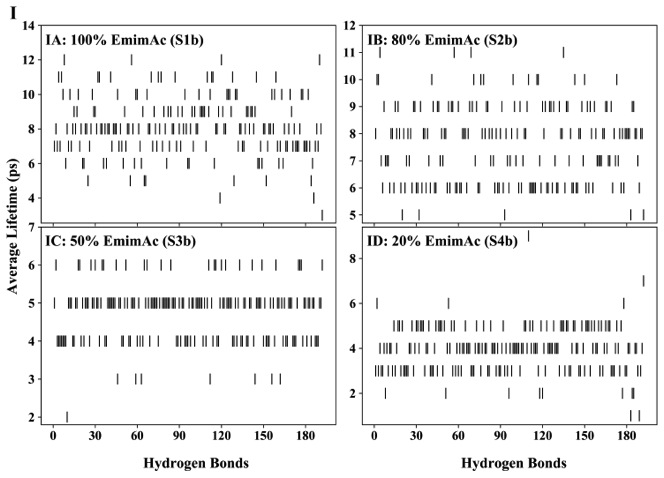 I
IA: 100% EmimAc (S1b)
14
12
10
8
6
4
IB: 80% EmimAc (S2b)
12
11
10
9
8
7
6
5
Average Lifetime (ps)
IC: 50% EmimAc (S3b)
6
5
4
3
2
0 30 60 90 120 150 180
Hydrogen Bonds
ID: 20% EmimAc (S4b)
8
6
4
2
0 30 60 90 120 150 180
Hydrogen Bonds